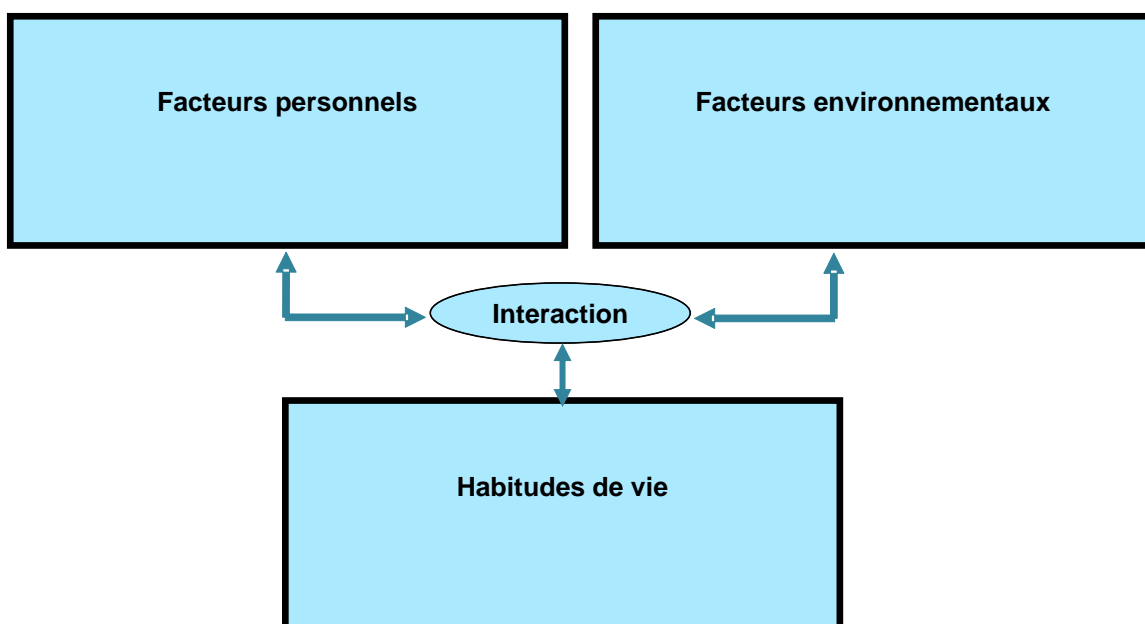 Facteurs personnels
Facteurs environnementaux
Interaction
Habitudes de vie